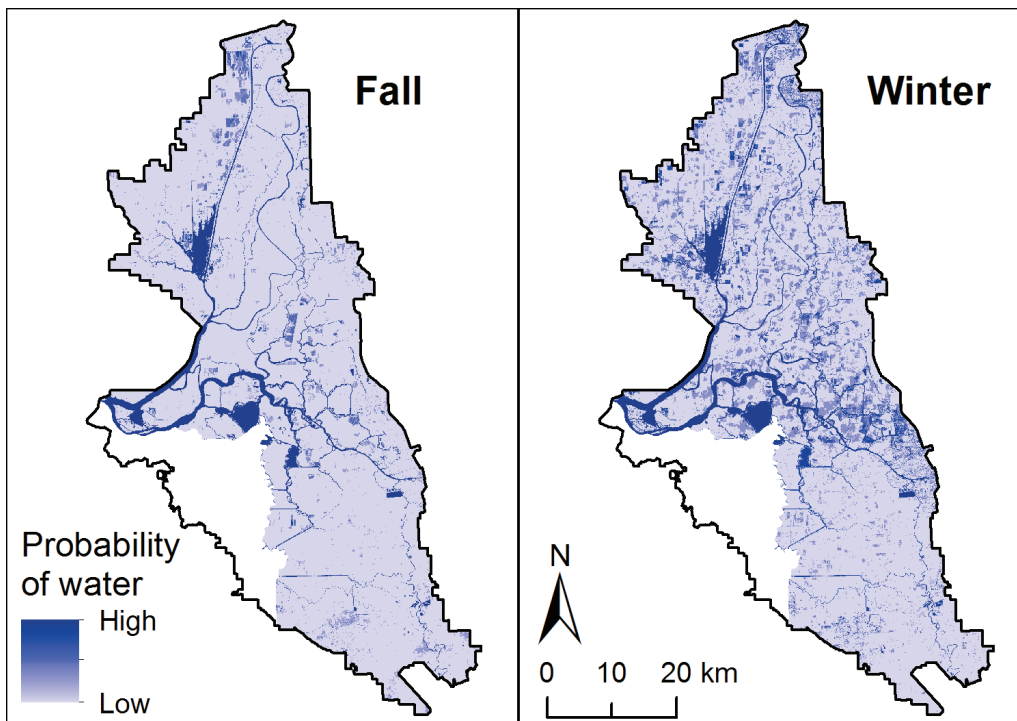 Fall
Winter
Probability
of water
High
Low
N
0 10 20 km